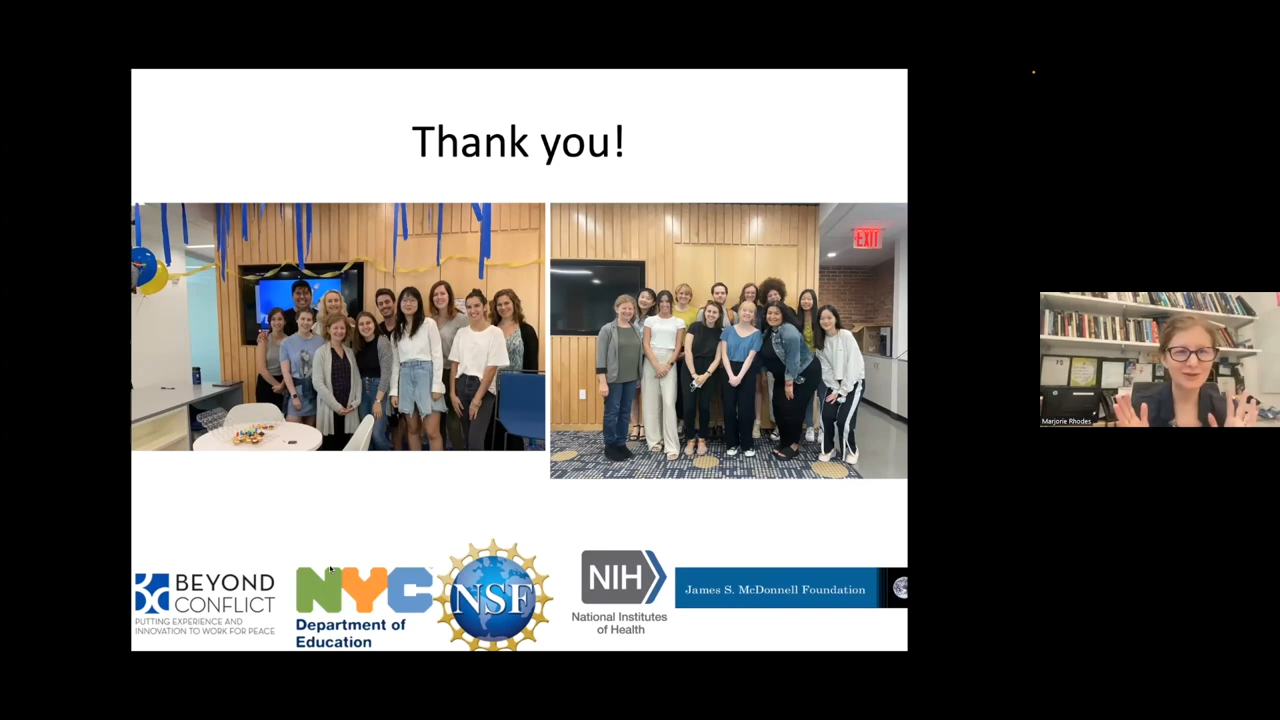 Thank you!
EXIT
BEYOND
CONFLICT
PUTTING EXPERIENCE AND
INNOVATION TO WORK FOR PEACE
NYC
Department of
Education
NSF
NIH
National Institutes
of Health
James S. McDonnell Foundation
Marjorie Rhodes